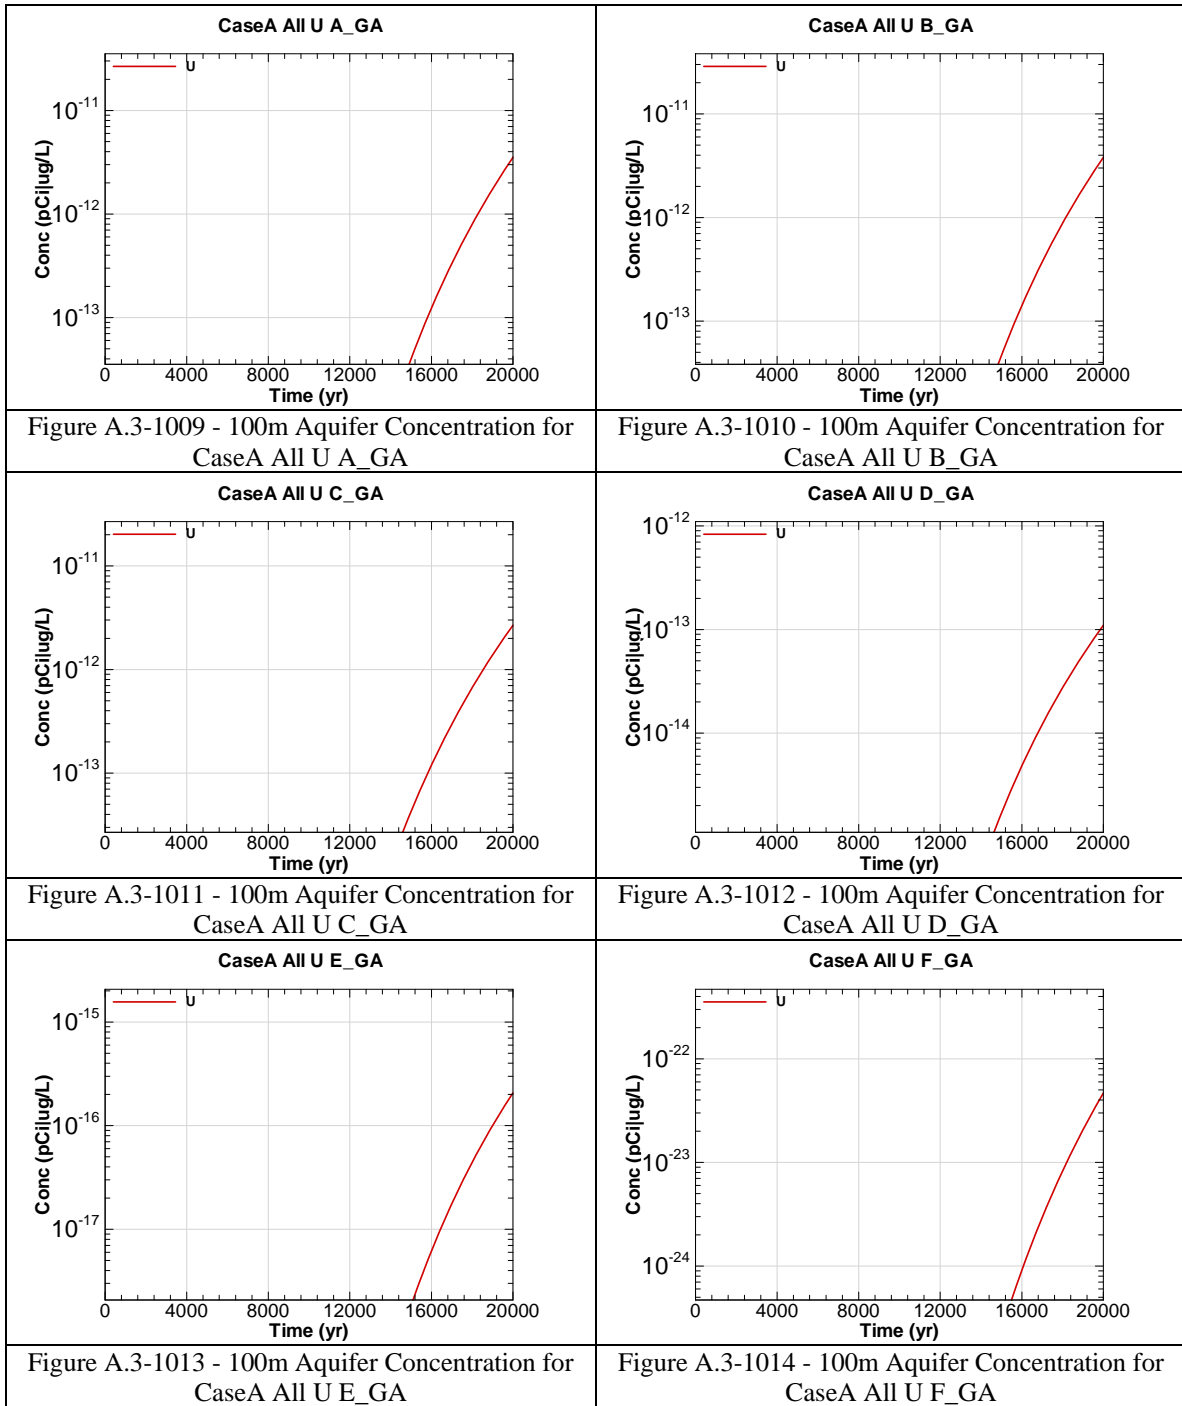 CaseA All U A_GA
U
10-11
10-12
10-13
Conc (pCi|ug/L)
0 4000 8000 12000 16000 20000
Time (yr)
Figure A.3-1009 - 100m Aquifer Concentration for
CaseA All U A_GA
CaseA All U B_GA
U
10-11
10-12
10-13
Conc (pCi|ug/L)
0 4000 8000 12000 16000 20000
Time (yr)
Figure A.3-1010 - 100m Aquifer Concentration for
CaseA All U B_GA
CaseA All U C_GA
U
10-11
10-12
10-13
Conc (pCi|ug/L)
0 4000 8000 12000 16000 20000
Time (yr)
Figure A.3-1011 - 100m Aquifer Concentration for
CaseA All U C_GA
CaseA All U D_GA
U
10-12
10-13
10-14
Conc (pCi|ug/L)
0 4000 8000 12000 16000 20000
Time (yr)
Figure A.3-1012 - 100m Aquifer Concentration for
CaseA All U D_GA
CaseA All U E_GA
U
10-15
10-16
10-17
Conc (pCi|ug/L)
0 4000 8000 12000 16000 20000
Time (yr)
Figure A.3-1013 - 100m Aquifer Concentration for
CaseA All U E_GA
CaseA All U F_GA
U
10-22
10-23
10-24
Conc (pCi|ug/L)
0 4000 8000 12000 16000 20000
Time (yr)
Figure A.3-1014 - 100m Aquifer Concentration for
CaseA All U F_GA